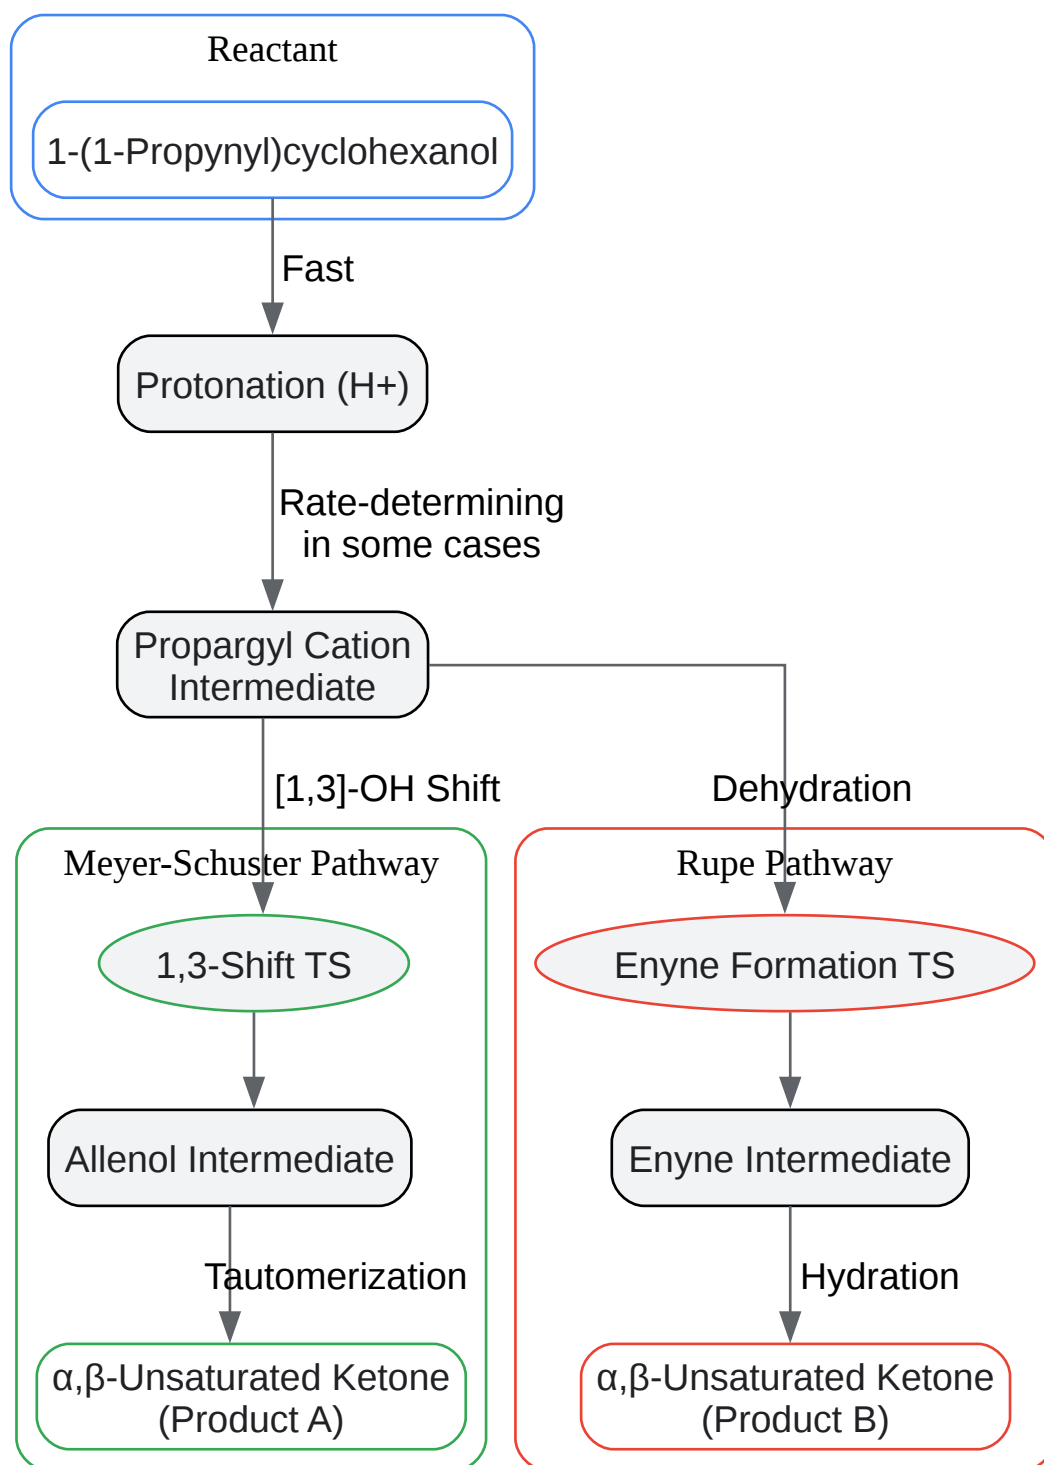 Reactant
1-(1-Propynyl)cyclohexanol
Fast
Protonation (H+)
Rate-determining
in some cases
Propargyl Cation
Intermediate
[1,3]-OH Shift
Dehydration
Meyer-Schuster Pathway
Rupe Pathway
1,3-Shift TS
Enyne Formation TS
Allenol Intermediate
Enyne Intermediate
Tautomerization
Hydration
α,β-Unsaturated Ketone
(Product A)
α,β-Unsaturated Ketone
(Product B)